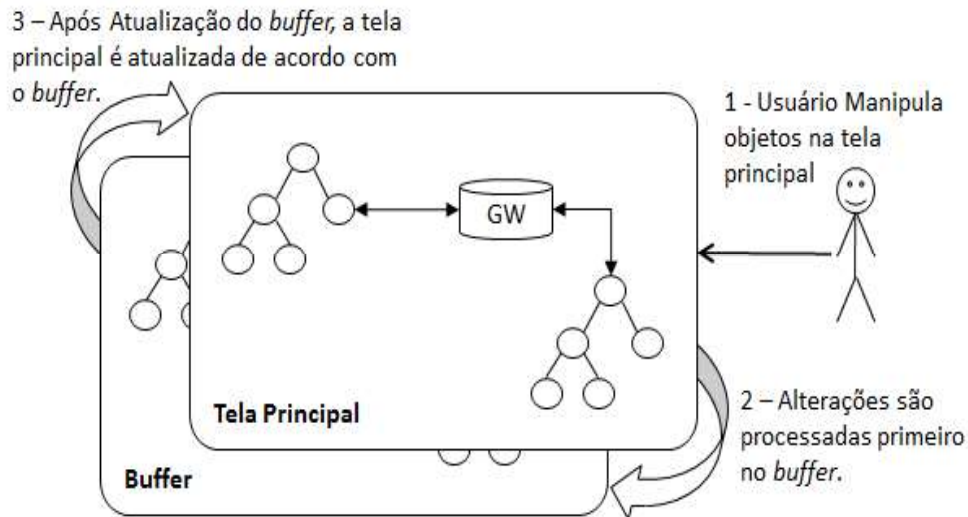 3 – Após Atualização do buffer, a tela
principal é atualizada de acordo com
o buffer.
1 - Usuário Manipula
objetos na tela
principal
GW
Tela Principal
2 – Alterações são
processadas primeiro
no buffer.
Buffer